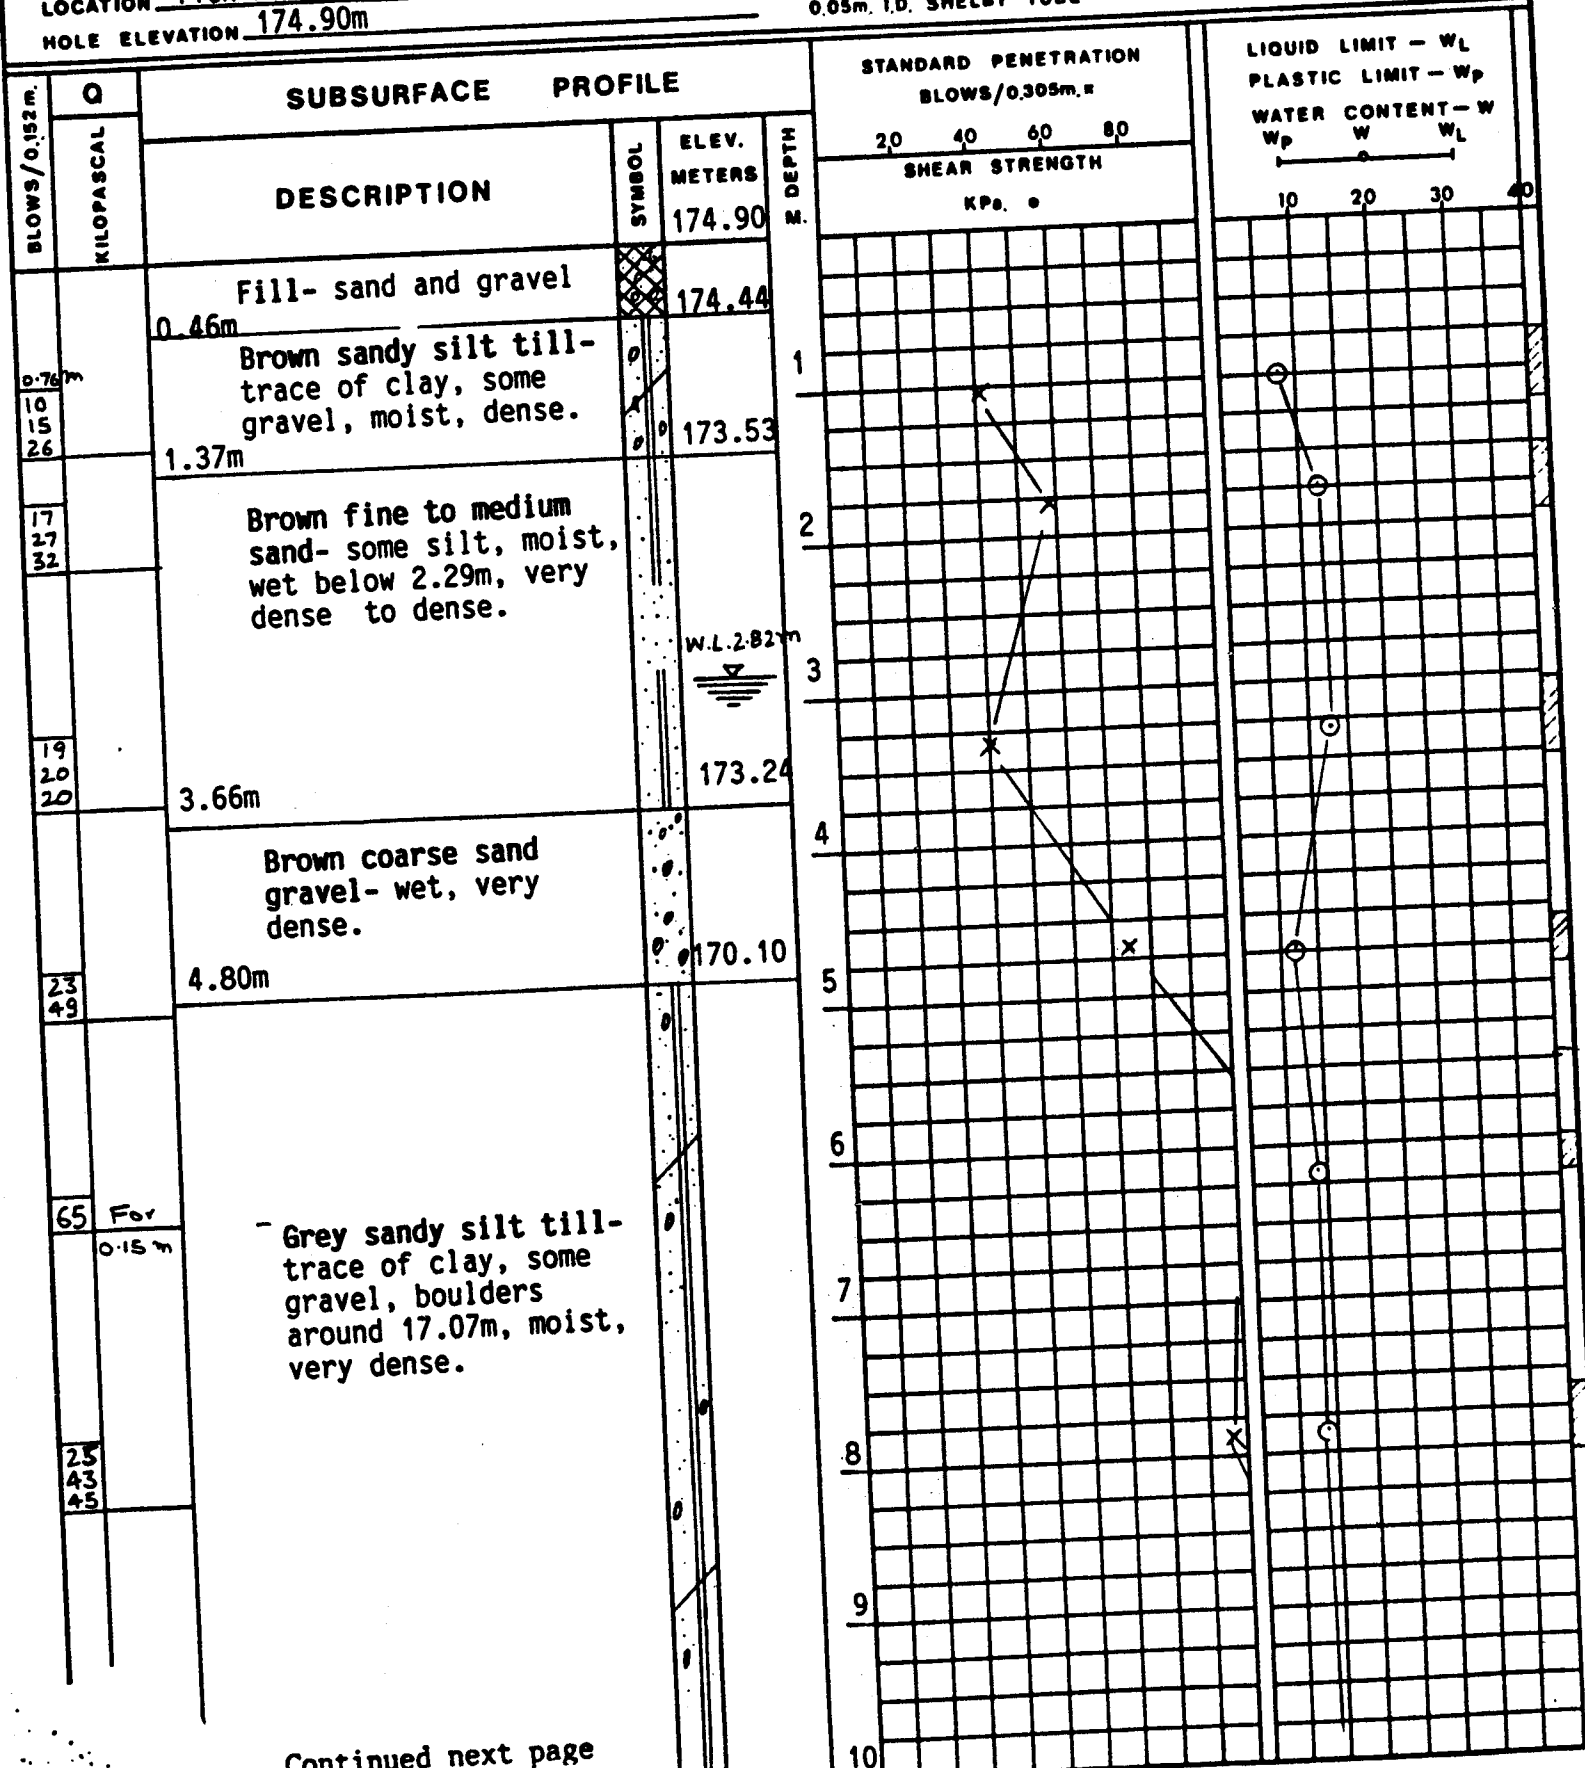 LOCATION
HOLE ELEVATION 174.90m
0.05m. I.D. SHELBY TUBE
BLOWS/0.152m.
Q
KILOPASCAL
SUBSURFACE PROFILE
DESCRIPTION
SYMBOL
ELEV.
METERS
174.90
M. DEPTH
STANDARD PENETRATION
BLOWS/0.305m. ¤
20 40 60 80
SHEAR STRENGTH
KPa. •
LIQUID LIMIT — WL
PLASTIC LIMIT — Wp
WATER CONTENT — W
Wp W WL
10 20 30 40
Fill- sand and gravel
174.44
0.46m
Brown sandy silt till-
trace of clay, some
gravel, moist, dense.
0.76m
10
15
26
173.53
1.37m
1
Brown fine to medium
sand- some silt, moist,
wet below 2.29m, very
dense to dense.
17
27
32
2
W.L.2.82m
3
19
20
20
173.24
3.66m
4
Brown coarse sand
gravel- wet, very
dense.
170.10
4.80m
23
49
5
6
65 For
0.15 m
- Grey sandy silt till-
trace of clay, some
gravel, boulders
around 17.07m, moist,
very dense.
7
25
43
45
8
9
10
Continued next page